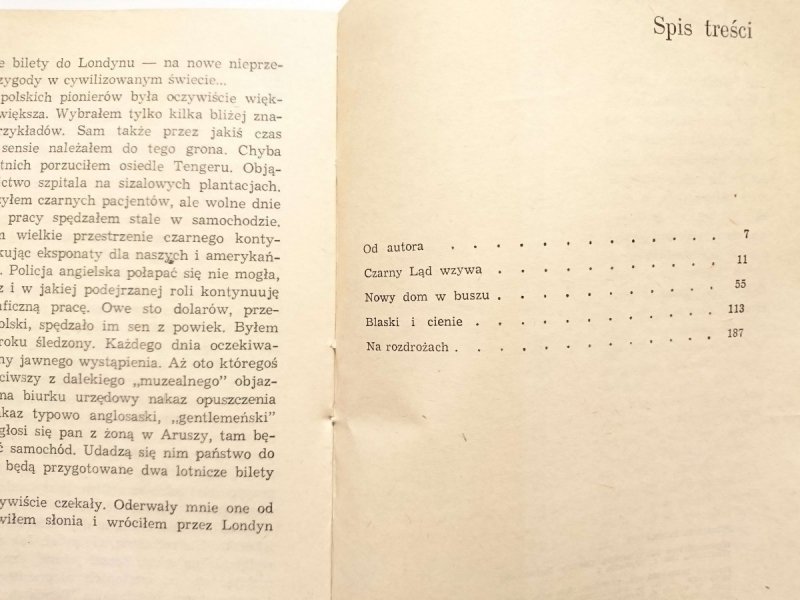 e bilety do Londynu — na nowe nieprze-
zygody w cywilizowanym świecie...
polskich pionierów była oczywiście więk-
większa. Wybrałem tylko kilka bliżej zna-
rzykładów. Sam także przez jakiś czas
sensie należałem do tego grona. Chyba
tnich porzuciłem osiedle Tengeru. Obją-
ctwo szpitala na sizalowych plantacjach.
yłem czarnych pacjentów, ale wolne dnie
pracy spędzałem stale w samochodzie.
m wielkie przestrzenie czarnego konty-
kując eksponaty dla naszych i amerykań-
. Policja angielska połapać się nie mogła,
z i w jakiej podejrzanej roli kontynuuję
ficzną pracę. Owe sto dolarów, prze-
olski, spędzało im sen z powiek. Byłem
roku śledzony. Każdego dnia oczekiwa-
ny jawnego wystąpienia. Aż oto któregoś
ciwszy z dalekiego „muzealnego” objaz-
na biurku urzędowy nakaz opuszczenia
akaz typowo anglosaski, „gentlemeński”
głosi się pan z żoną w Aruszy, tam bę-
ć samochód. Udadzą się nim państwo do
będą przygotowane dwa lotnicze bilety
ywiście czekały. Oderwały mnie one od
wiłem słonia i wróciłem przez Londyn
Spis treści
Od autora . . . . . . . . . . . . 7
Czarny Ląd wzywa . . . . . . . . . . 11
Nowy dom w buszu . . . . . . . . . . 55
Blaski i cienie . . . . . . . . . . . 113
Na rozdrożach . . . . . . . . . . . . 187